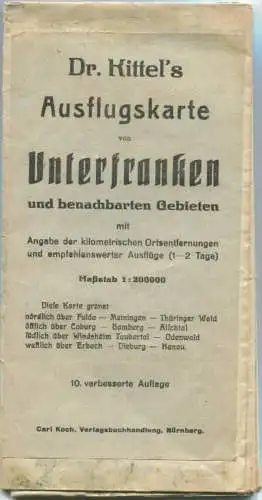 Dr. Kittel's
Ausflugskarte
von
Unterfranken
und benachbarten Gebieten
mit
Angabe der kilometrischen Ortsentfernungen
und empfehlenswerter Ausflüge (1–2 Tage)
Maßstab 1:200000
Diese Karte grenzt
nördlich über Fulda — Meiningen — Thüringer Wald
östlich über Coburg — Bamberg — Aischtal
südlich über Windsheim Taubertal — Odenwald
westlich über Erbach — Dieburg — Hanau.
10. verbesserte Auflage
Carl Koch, Verlagsbuchhandlung, Nürnberg.